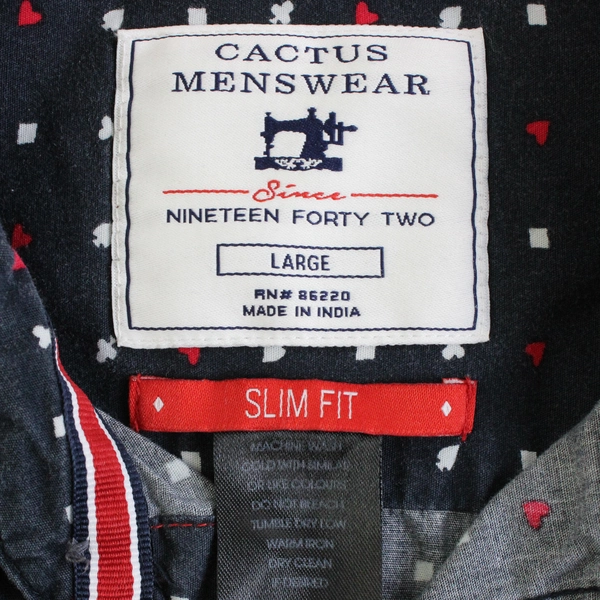 CACTUS
MENSWEAR
Since
NINETEEN FORTY TWO
LARGE
RN# 86220
MADE IN INDIA
SLIM FIT
MACHINE WASH
COLD WITH SIMILAR
OR LIKE COLOURS
DO NOT BLEACH
TUMBLE DRY LOW
WARM IRON
DRY CLEAN
IF DESIRED